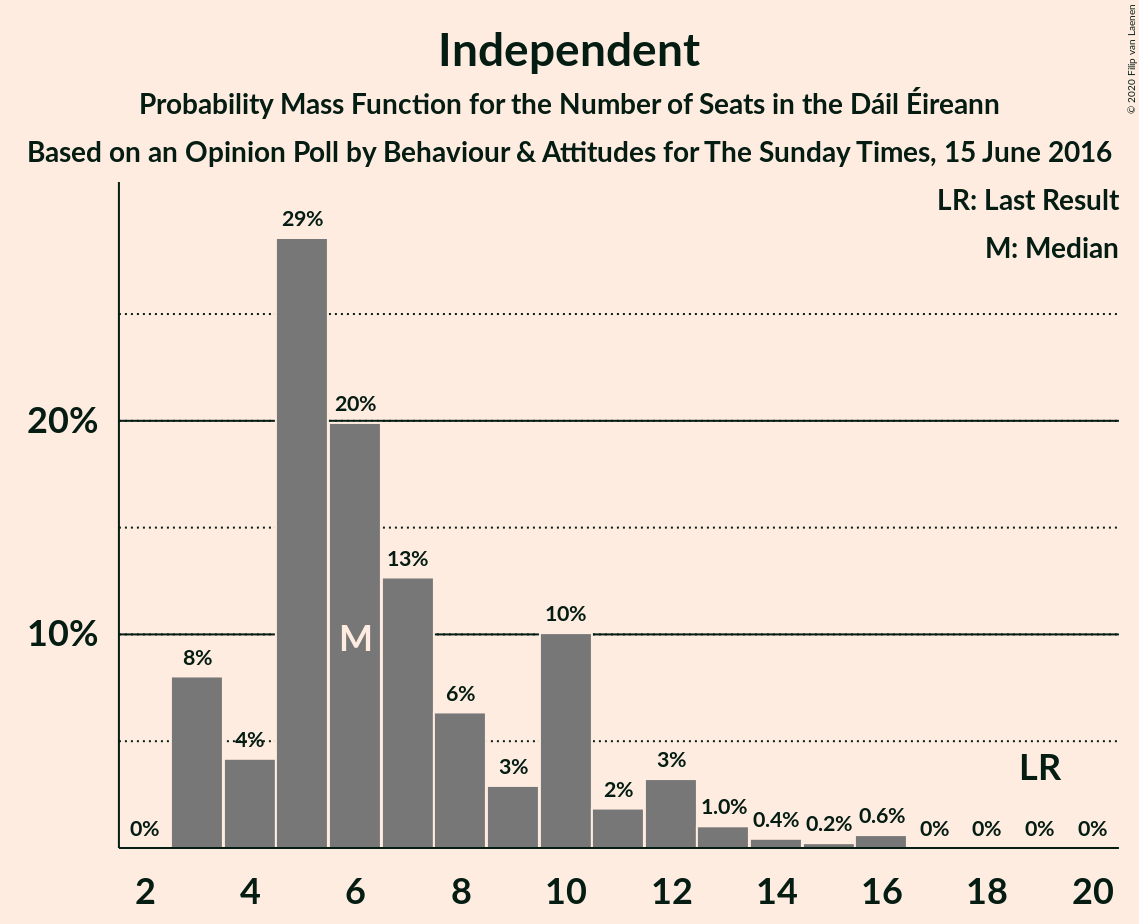 Independent
Probability Mass Function for the Number of Seats in the Dáil Éireann
Based on an Opinion Poll by Behaviour & Attitudes for The Sunday Times, 15 June 2016
© 2020 Filip van Laenen
LR: Last Result
M: Median
29%
20%
20%
13%
10%
10%
M
8%
6%
4%
3%
3%
LR
2%
1.0%
0.4%
0.2%
0.6%
0%
0%
0%
0%
0%
2 4 6 8 10 12 14 16 18 20